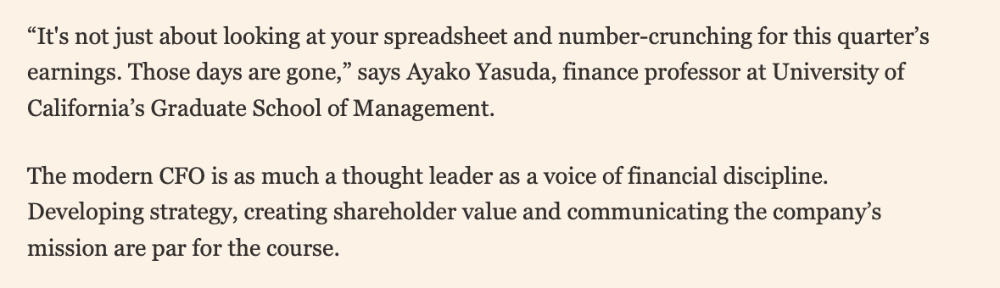 “It's not just about looking at your spreadsheet and number-crunching for this quarter’s
earnings. Those days are gone,” says Ayako Yasuda, finance professor at University of
California’s Graduate School of Management.
The modern CFO is as much a thought leader as a voice of financial discipline.
Developing strategy, creating shareholder value and communicating the company’s
mission are par for the course.